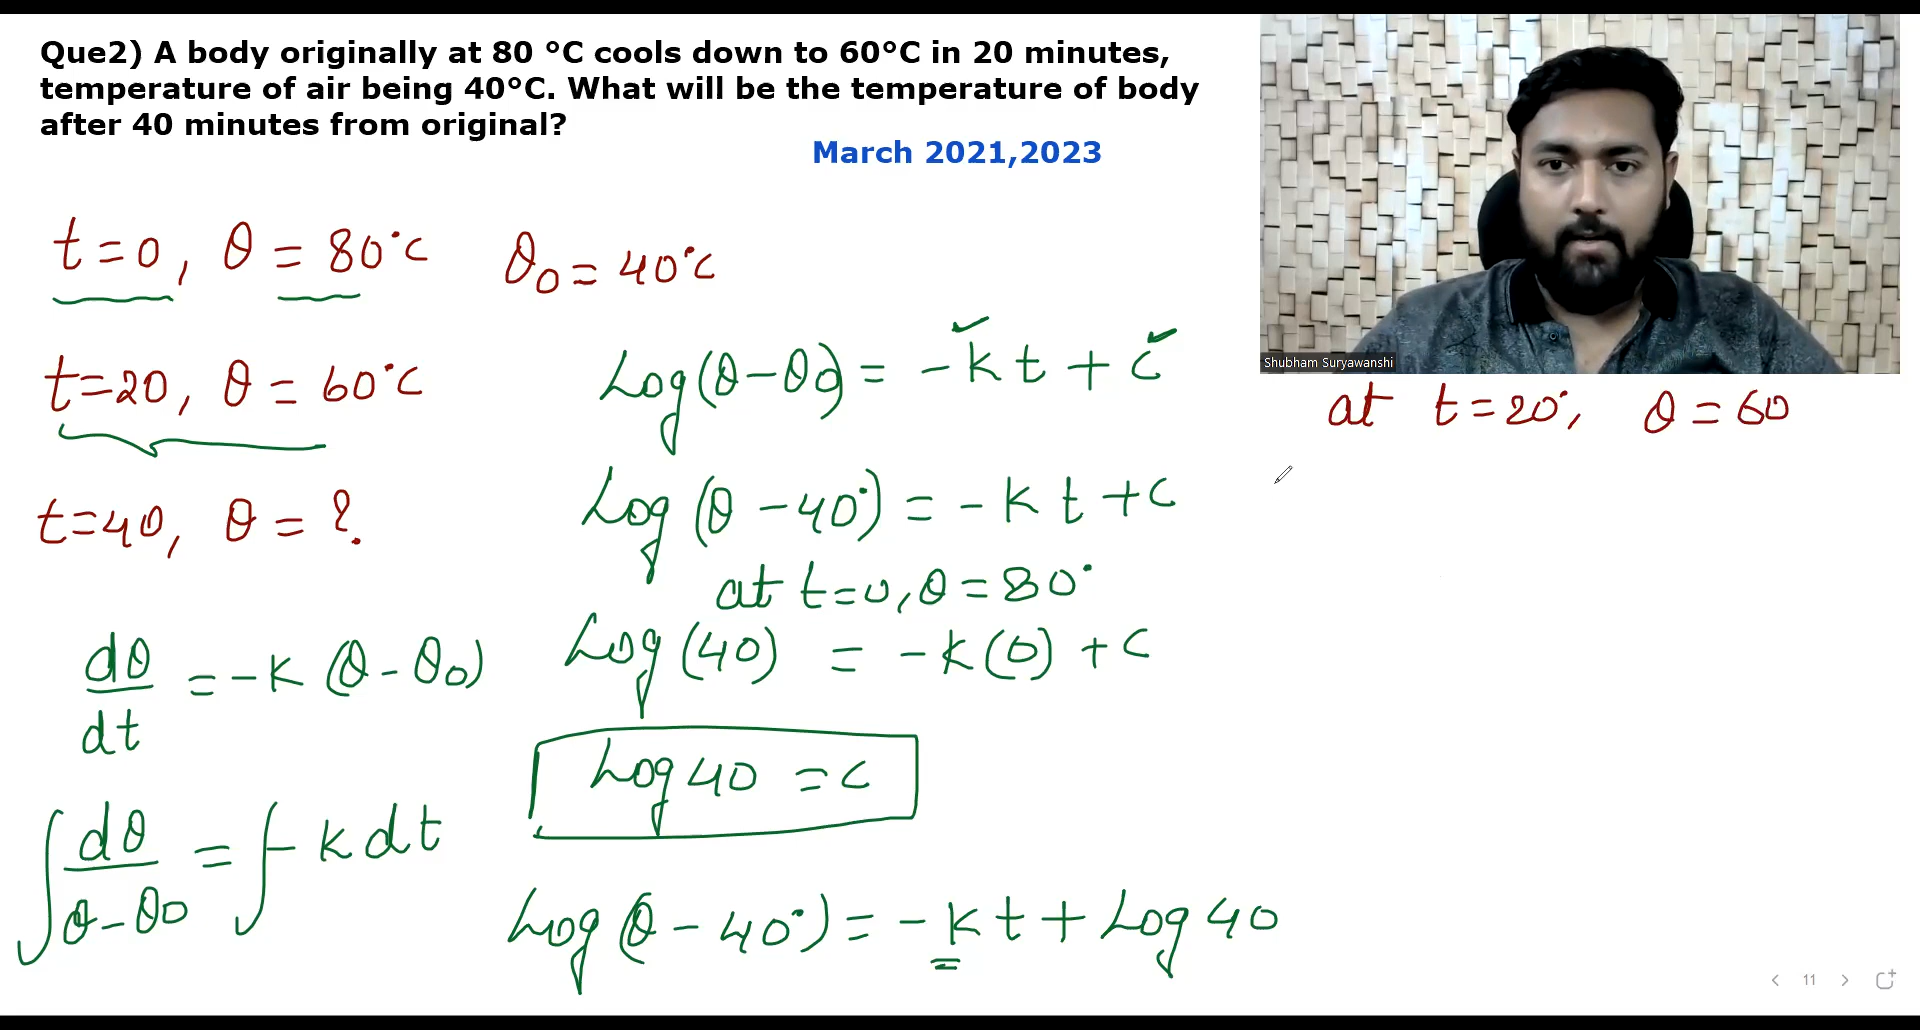 Que2) A body originally at 80 °C cools down to 60°C in 20 minutes,
temperature of air being 40°C. What will be the temperature of body
after 40 minutes from original?
March 2021,2023
t=0, θ = 80°C θ0 = 40°C
t=20, θ = 60°C
t=40, θ = ?
dθ/dt = -k (θ - θ0)
∫ dθ/θ-θ0 = ∫ -k dt
Log(θ-θ0) = -k t + c
Log (θ - 40°) = -k t + c
at t=0, θ = 80°
Log (40) = -k(0) + c
Log 40 = c
Log (θ - 40°) = -k t + Log 40
Shubham Suryawanshi
at t=20°, θ = 60
11